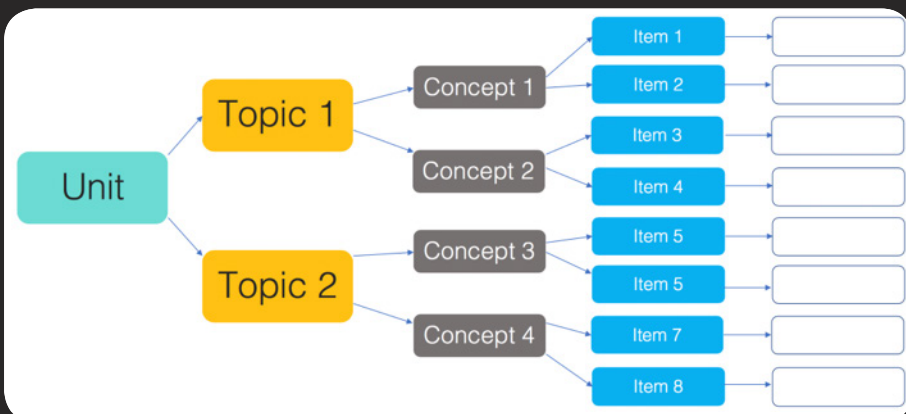 Unit
Topic 1
Topic 2
Concept 1
Concept 2
Concept 3
Concept 4
Item 1
Item 2
Item 3
Item 4
Item 5
Item 5
Item 7
Item 8